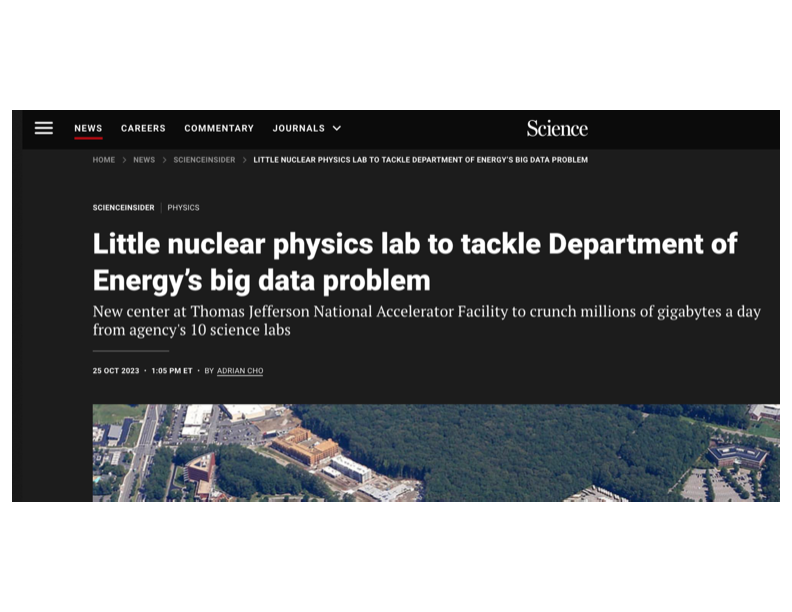 NEWS CAREERS COMMENTARY JOURNALS Science
HOME > NEWS > SCIENCEINSIDER > LITTLE NUCLEAR PHYSICS LAB TO TACKLE DEPARTMENT OF ENERGY'S BIG DATA PROBLEM
SCIENCEINSIDER | PHYSICS
Little nuclear physics lab to tackle Department of
Energy’s big data problem
New center at Thomas Jefferson National Accelerator Facility to crunch millions of gigabytes a day
from agency's 10 science labs
25 OCT 2023 · 1:05 PM ET · BY ADRIAN CHO